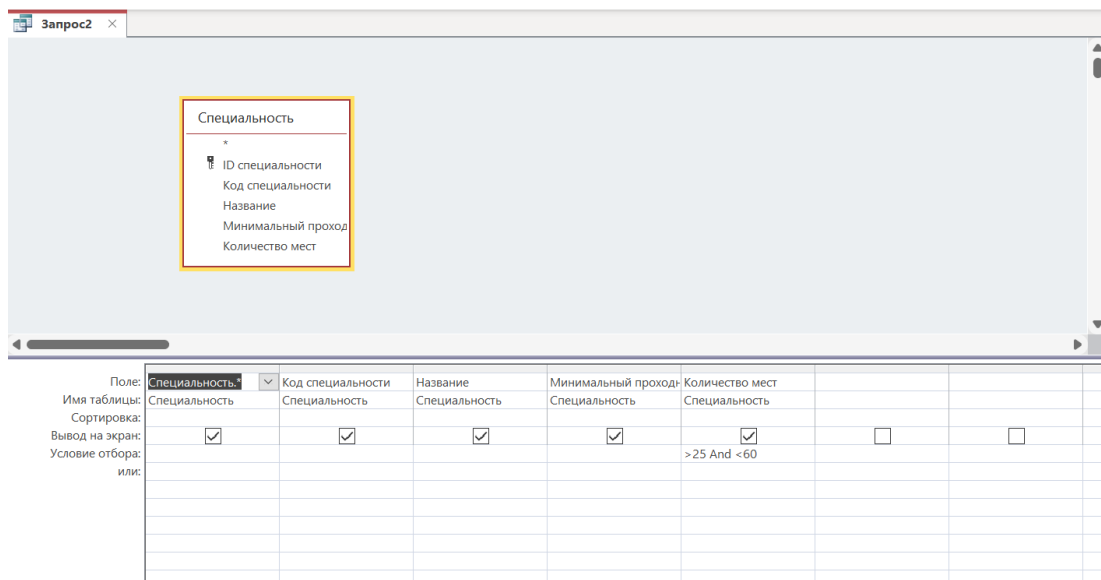 Запрос2
Специальность
*
ID специальности
Код специальности
Название
Минимальный проход
Количество мест
Поле: Специальность.* Код специальности Название Минимальный проходн Количество мест
Имя таблицы: Специальность Специальность Специальность Специальность Специальность
Сортировка:
Вывод на экран:
Условие отбора: >25 And <60
или: